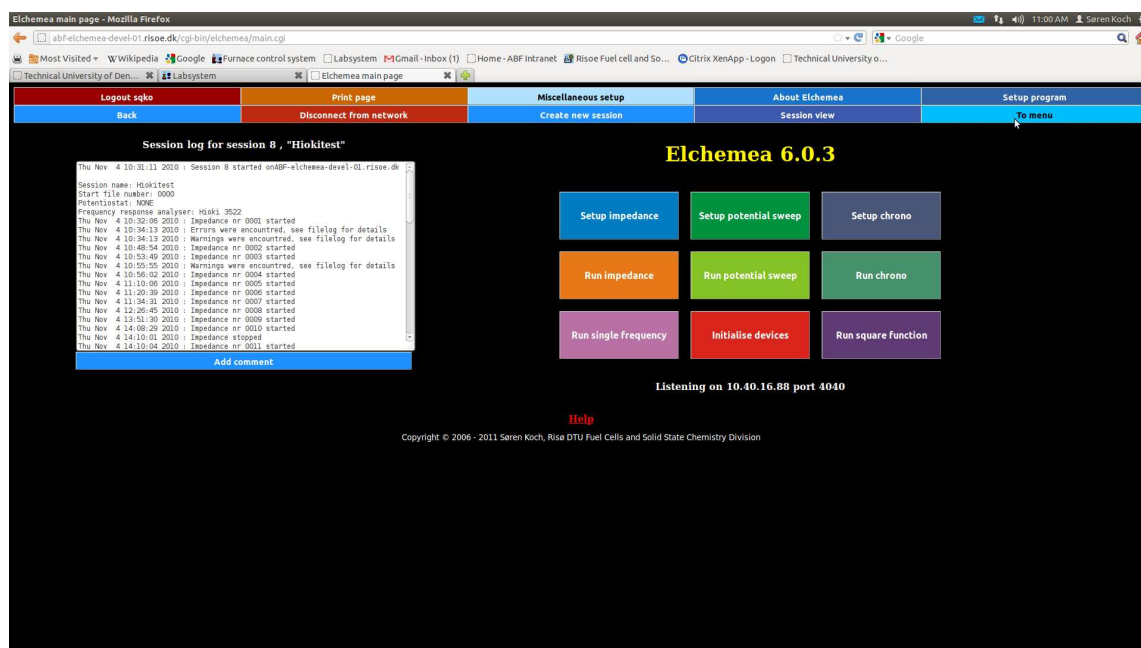 Elchemea main page - Mozilla Firefox
11:00 AM Søren Koch
abf-elchemea-devel-01.risoe.dk/cgi-bin/elchemea/main.cgi
Google
Most Visited Wikipedia Google Furnace control system Labsystem Gmail - Inbox (1) Home - ABF Intranet Risoe Fuel cell and So... Citrix XenApp - Logon Technical University o...
Technical University of Den... Labsystem Elchemea main page
Logout sqko Print page Miscellaneous setup About Elchemea Setup program
Back Disconnect from network Create new session Session view To menu
Session log for session 8 , "Hiokitest"
Thu Nov 4 10:31:11 2010 : Session 8 started onABF-elchemea-devel-01.risoe.dk
Session name: Hiokitest
Start file number: 0000
Potentiostat: NONE
Frequency response analyser: Hioki 3522
Thu Nov 4 10:32:06 2010 : Impedance nr 0001 started
Thu Nov 4 10:34:13 2010 : Errors were encountred, see filelog for details
Thu Nov 4 10:34:13 2010 : Warnings were encountred, see filelog for details
Thu Nov 4 10:48:54 2010 : Impedance nr 0002 started
Thu Nov 4 10:53:49 2010 : Impedance nr 0003 started
Thu Nov 4 10:55:55 2010 : Warnings were encountred, see filelog for details
Thu Nov 4 10:56:02 2010 : Impedance nr 0004 started
Thu Nov 4 11:10:06 2010 : Impedance nr 0005 started
Thu Nov 4 11:20:39 2010 : Impedance nr 0006 started
Thu Nov 4 11:34:31 2010 : Impedance nr 0007 started
Thu Nov 4 12:26:45 2010 : Impedance nr 0008 started
Thu Nov 4 13:51:30 2010 : Impedance nr 0009 started
Thu Nov 4 14:08:29 2010 : Impedance nr 0010 started
Thu Nov 4 14:10:01 2010 : Impedance stopped
Thu Nov 4 14:10:04 2010 : Impedance nr 0011 started
Add comment
Elchemea 6.0.3
Setup impedance Setup potential sweep Setup chrono
Run impedance Run potential sweep Run chrono
Run single frequency Initialise devices Run square function
Listening on 10.40.16.88 port 4040
Help
Copyright © 2006 - 2011 Søren Koch, Risø DTU Fuel Cells and Solid State Chemistry Division